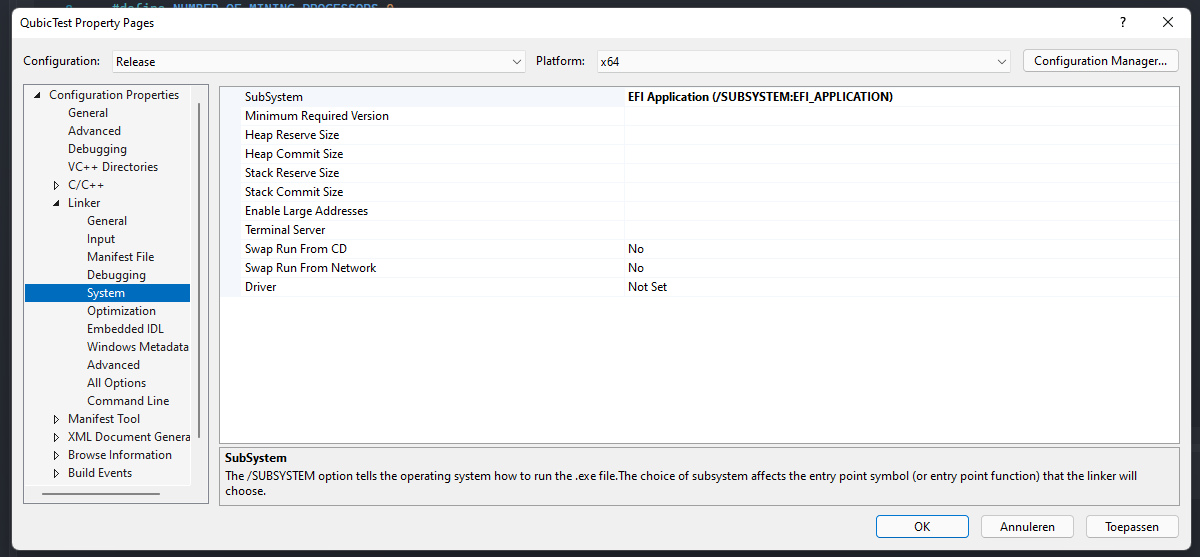 #define NUMBER_OF_MINING_PROCESSORS 0
QubicTest Property Pages
?
Configuration:
Release
Platform:
x64
Configuration Manager...
Configuration Properties
General
Advanced
Debugging
VC++ Directories
C/C++
Linker
General
Input
Manifest File
Debugging
System
Optimization
Embedded IDL
Windows Metadata
Advanced
All Options
Command Line
Manifest Tool
XML Document Genera
Browse Information
Build Events
SubSystem EFI Application (/SUBSYSTEM:EFI_APPLICATION)
Minimum Required Version
Heap Reserve Size
Heap Commit Size
Stack Reserve Size
Stack Commit Size
Enable Large Addresses
Terminal Server
Swap Run From CD No
Swap Run From Network No
Driver Not Set
SubSystem
The /SUBSYSTEM option tells the operating system how to run the .exe file.The choice of subsystem affects the entry point symbol (or entry point function) that the linker will
choose.
OK
Annuleren
Toepassen